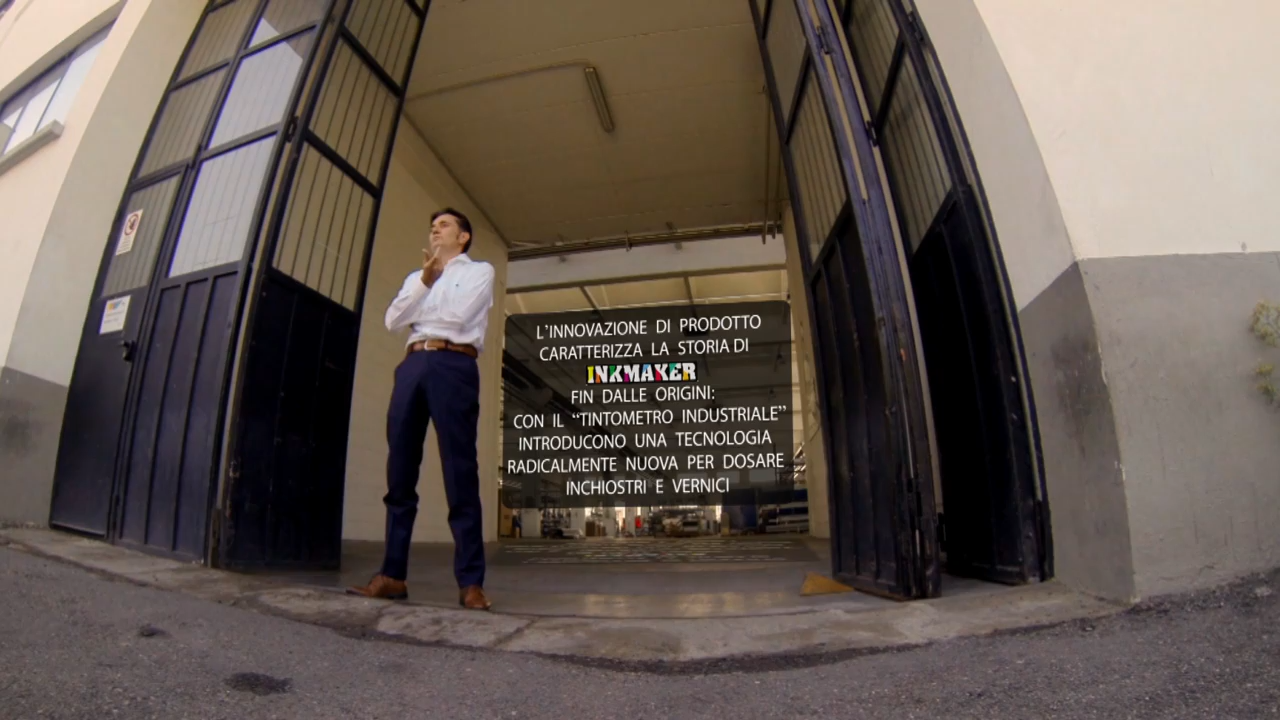 L'INNOVAZIONE DI PRODOTTO
CARATTERIZZA LA STORIA DI
INKMAKER
FIN DALLE ORIGINI:
CON IL “TINTOMETRO INDUSTRIALE”
INTRODUCONO UNA TECNOLOGIA
RADICALMENTE NUOVA PER DOSARE
INCHIOSTRI E VERNICI